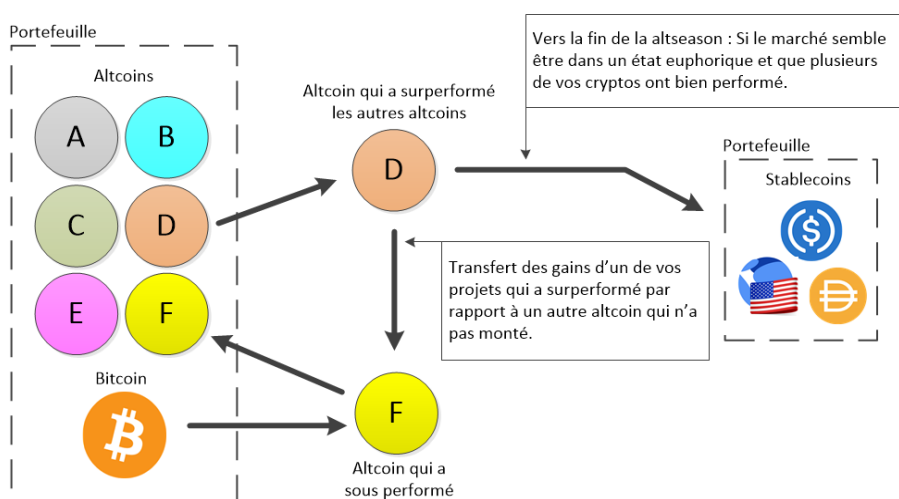 Portefeuille
Altcoins
A
B
C
D
E
F
Bitcoin
Altcoin qui a surperformé
les autres altcoins
D
Vers la fin de la altseason : Si le marché semble
être dans un état euphorique et que plusieurs
de vos cryptos ont bien performé.
Transfert des gains d'un de vos
projets qui a surperformé par
rapport à un autre altcoin qui n'a
pas monté.
F
Altcoin qui a
sous performé
Portefeuille
Stablecoins